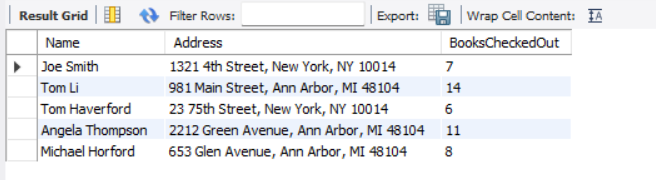 Result Grid Filter Rows: Export: Wrap Cell Content: IA
Name Address BooksCheckedOut
Joe Smith 1321 4th Street, New York, NY 10014 7
Tom Li 981 Main Street, Ann Arbor, MI 48104 14
Tom Haverford 23 75th Street, New York, NY 10014 6
Angela Thompson 2212 Green Avenue, Ann Arbor, MI 48104 11
Michael Horford 653 Glen Avenue, Ann Arbor, MI 48104 8